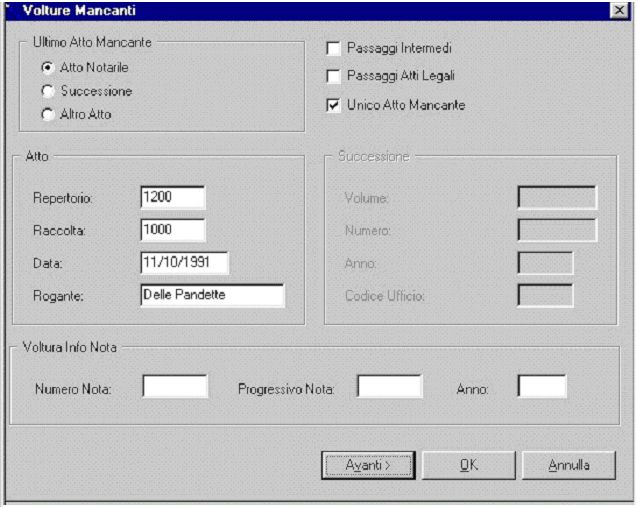 Volture Mancanti
Ultimo Atto Mancante
Atto Notarile
Successione
Altro Atto
Passaggi Intermedi
Passaggi Atti Legali
Unico Atto Mancante
Atto
Repertorio: 1200
Raccolta: 1000
Data: 11/10/1991
Rogante: Delle Pandette
Successione
Volume:
Numero:
Anno:
Codice Ufficio:
Voltura Info Nota
Numero Nota: Progressivo Nota: Anno:
Avanti > OK Annulla